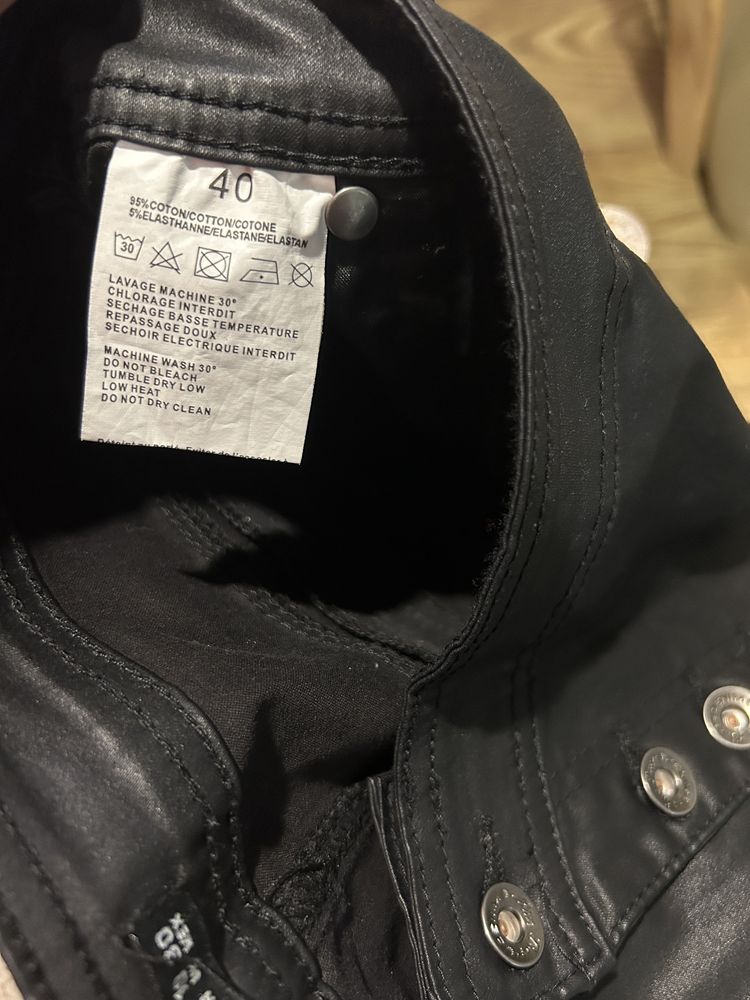 40
95%COTON/COTTON/COTONE
5%ELASTHANNE/ELASTANE/ELASTAN
30
LAVAGE MACHINE 30°
CHLORAGE INTERDIT
SECHAGE BASSE TEMPERATURE
REPASSAGE DOUX
SECHOIR ELECTRIQUE INTERDIT
MACHINE WASH 30°
DO NOT BLEACH
TUMBLE DRY LOW
LOW HEAT
DO NOT DRY CLEAN